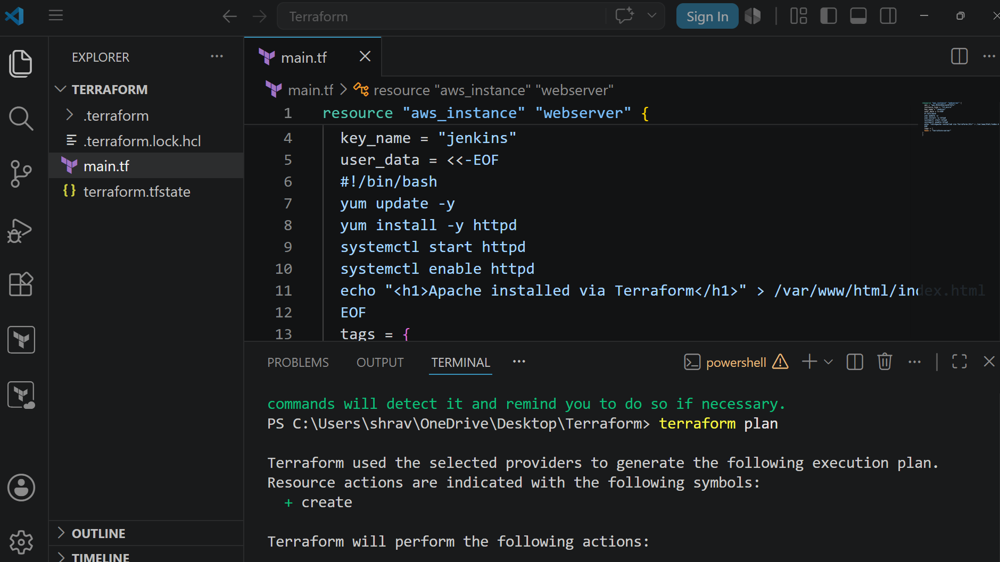 Terraform
Sign In
EXPLORER
TERRAFORM
.terraform
.terraform.lock.hcl
main.tf
terraform.tfstate
OUTLINE
TIMELINE
main.tf
main.tf > resource "aws_instance" "webserver"
1 resource "aws_instance" "webserver" {
4 key_name = "jenkins"
5 user_data = <<-EOF
6 #!/bin/bash
7 yum update -y
8 yum install -y httpd
9 systemctl start httpd
10 systemctl enable httpd
11 echo "<h1>Apache installed via Terraform</h1>" > /var/www/html/index.html
12 EOF
13 tags = {
PROBLEMS OUTPUT TERMINAL
powershell
commands will detect it and remind you to do so if necessary.
PS C:\Users\shrav\OneDrive\Desktop\Terraform> terraform plan
Terraform used the selected providers to generate the following execution plan.
Resource actions are indicated with the following symbols:
+ create
Terraform will perform the following actions: